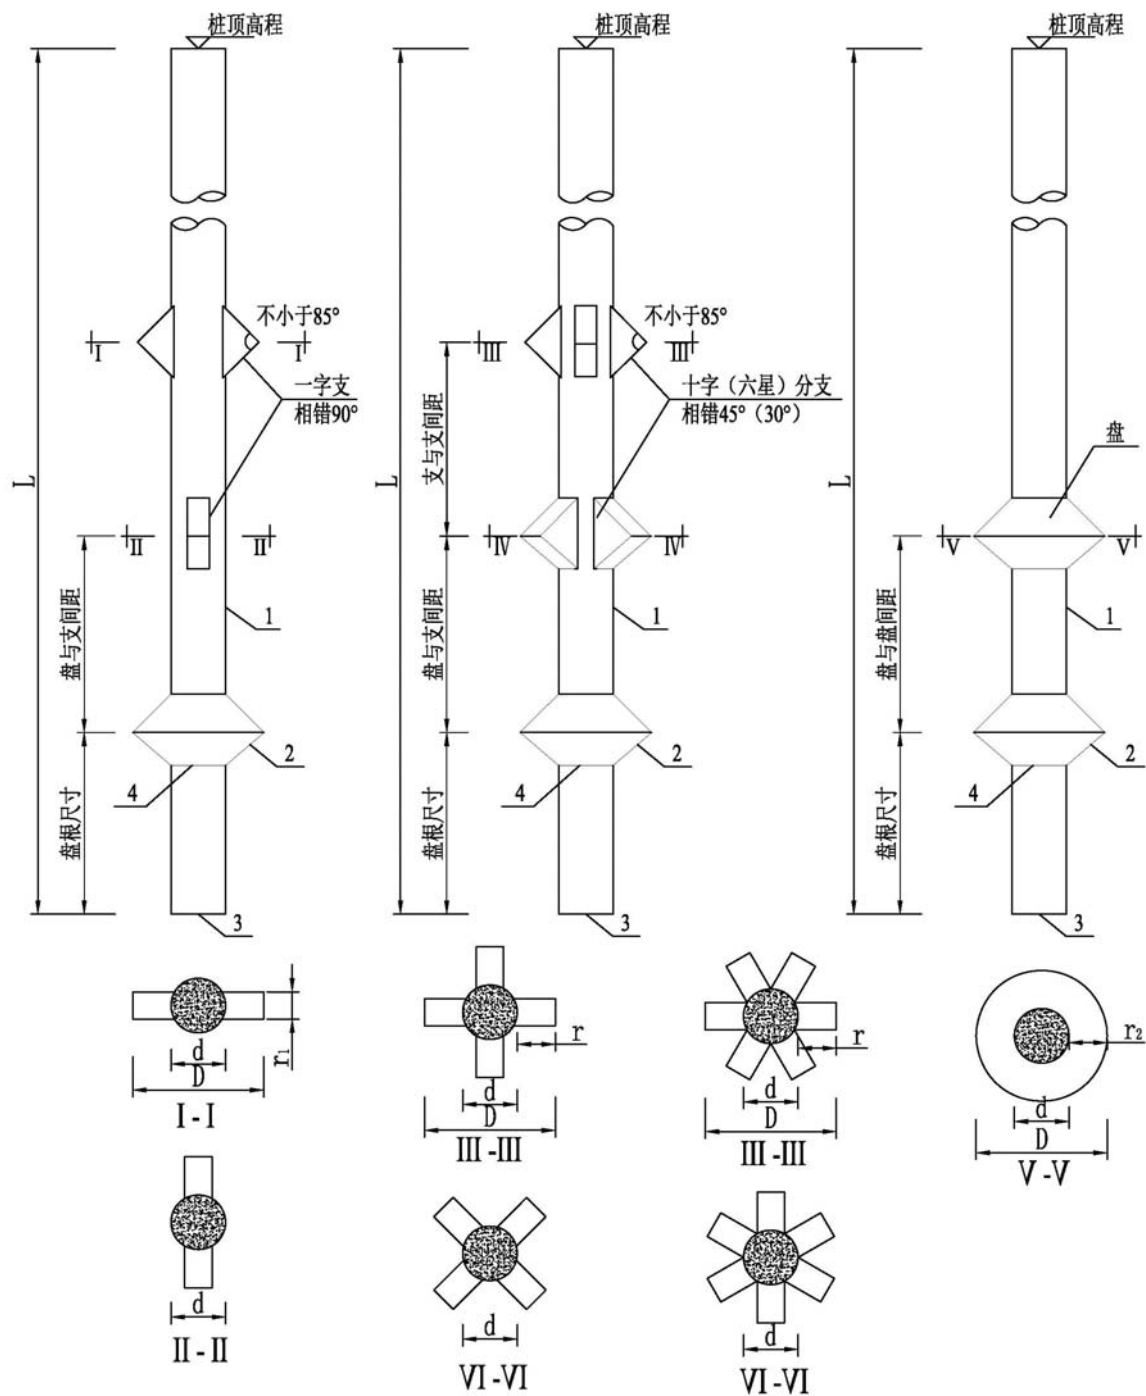 桩顶高程
桩顶高程
桩顶高程
不小于85°
I
I
一字支
相错90°
L
II
II
1
盘与支间距
2
4
盘根尺寸
3
不小于85°
III
III
十字（六星）分支
相错45°（30°）
支与支间距
L
IV
IV
1
盘与支间距
2
4
盘根尺寸
3
盘
L
V
V
1
盘与盘间距
2
4
盘根尺寸
3
d
D
r1
I - I
r
d
D
III -III
r
d
D
III -III
r2
d
D
V -V
d
II - II
d
VI -VI
d
VI -VI